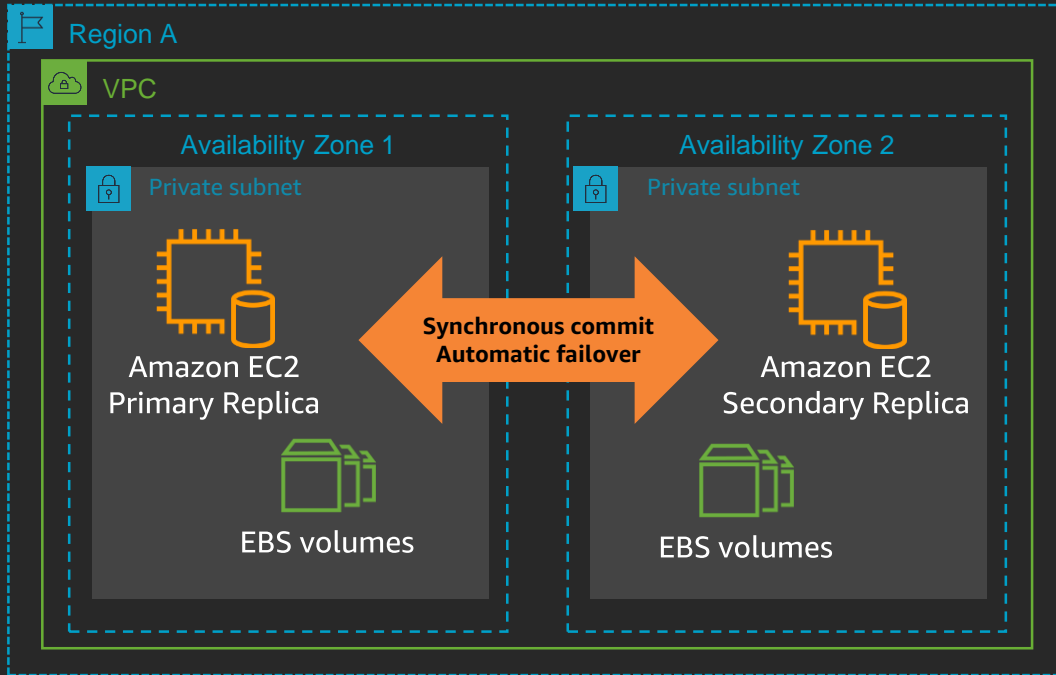 Region A
VPC
Availability Zone 1
Private subnet
Amazon EC2
Primary Replica
EBS volumes
Synchronous commit
Automatic failover
Availability Zone 2
Private subnet
Amazon EC2
Secondary Replica
EBS volumes